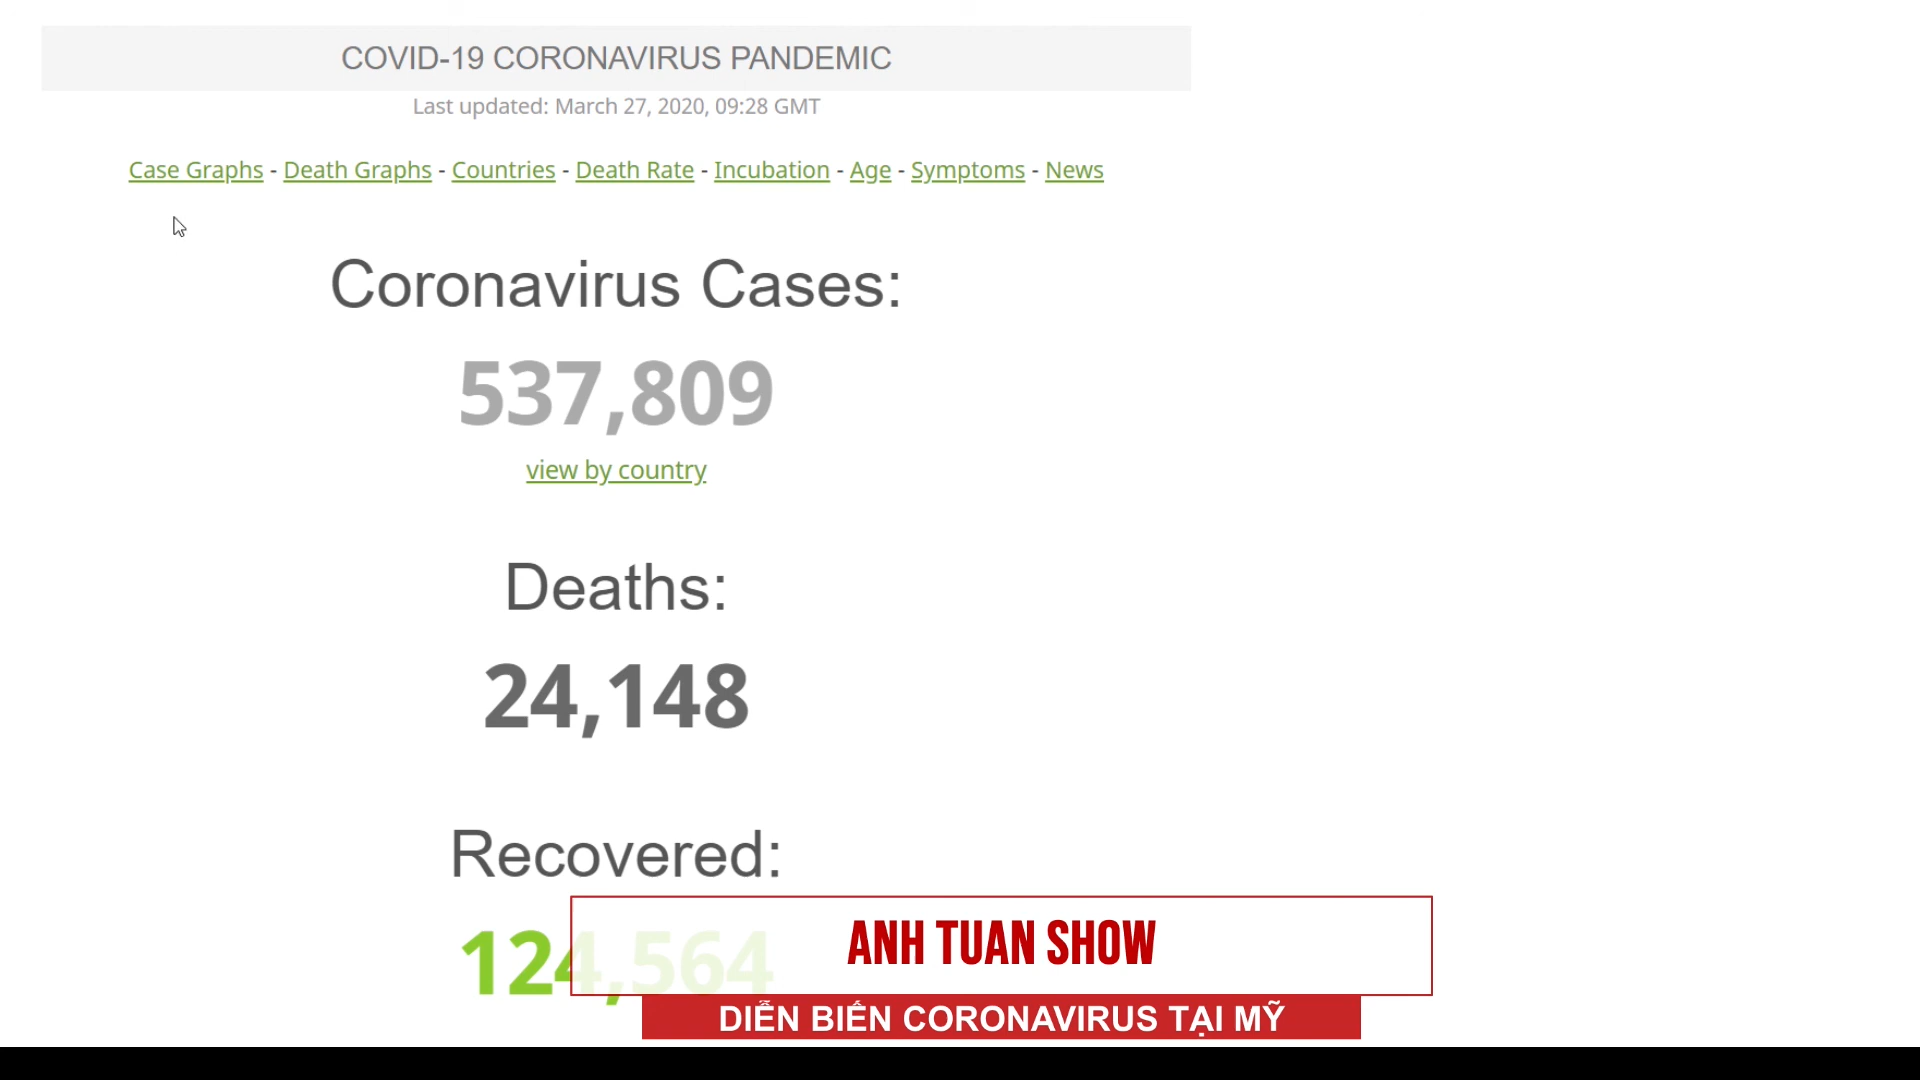 COVID-19 CORONAVIRUS PANDEMIC
Last updated: March 27, 2020, 09:28 GMT
Case Graphs - Death Graphs - Countries - Death Rate - Incubation - Age - Symptoms - News
Coronavirus Cases:
537,809
view by country
Deaths:
24,148
Recovered:
124,564
ANH TUAN SHOW
DIỄN BIẾN CORONAVIRUS TẠI MỸ